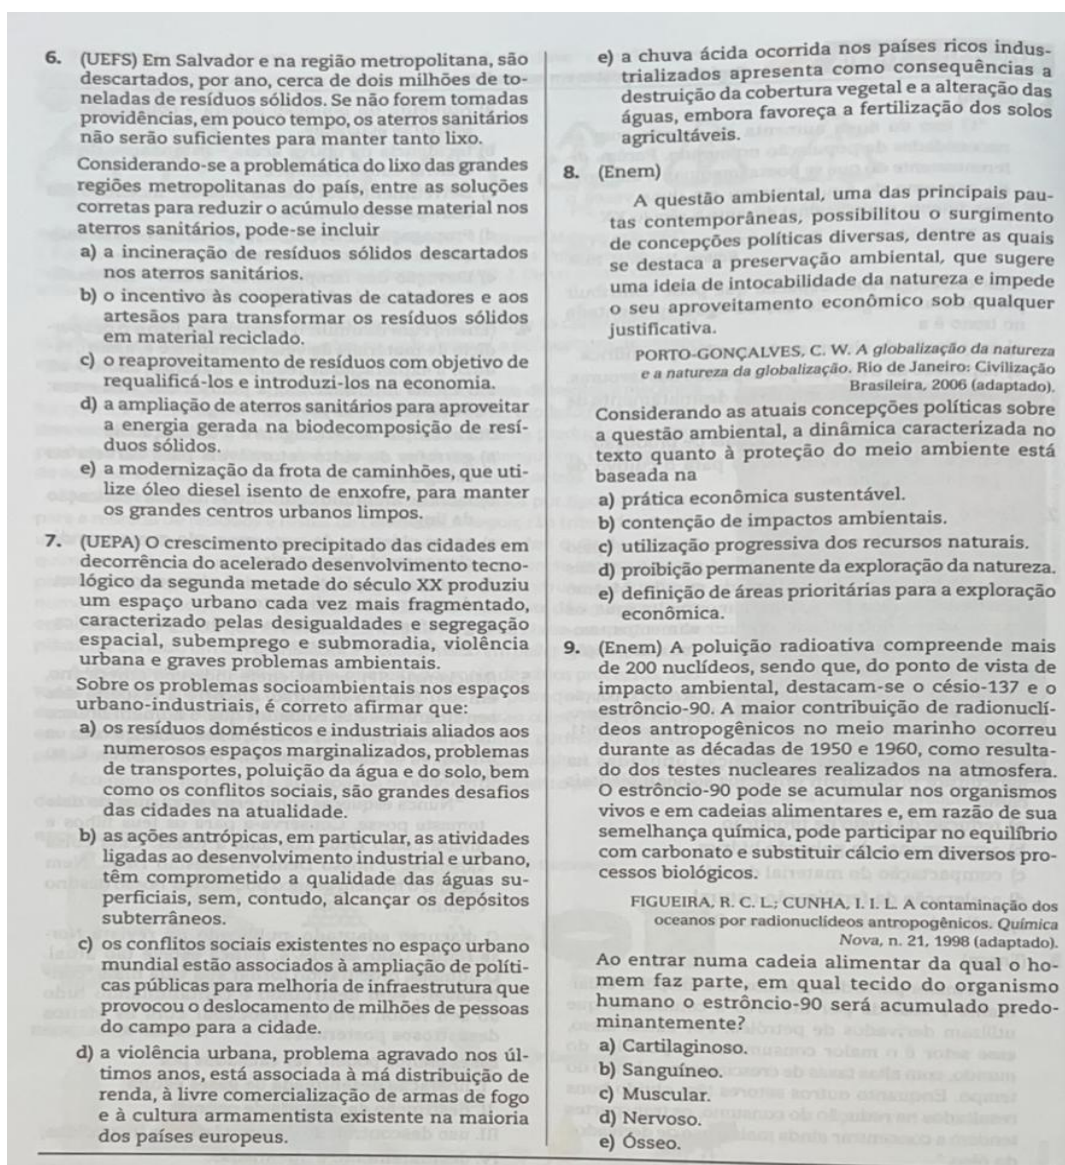 6. (UEFS) Em Salvador e na região metropolitana, são
descartados, por ano, cerca de dois milhões de to-
neladas de resíduos sólidos. Se não forem tomadas
providências, em pouco tempo, os aterros sanitários
não serão suficientes para manter tanto lixo.
Considerando-se a problemática do lixo das grandes
regiões metropolitanas do país, entre as soluções
corretas para reduzir o acúmulo desse material nos
aterros sanitários, pode-se incluir
a) a incineração de resíduos sólidos descartados
nos aterros sanitários.
b) o incentivo às cooperativas de catadores e aos
artesãos para transformar os resíduos sólidos
em material reciclado.
c) o reaproveitamento de resíduos com objetivo de
requalificá-los e introduzi-los na economia.
d) a ampliação de aterros sanitários para aproveitar
a energia gerada na biodecomposição de resí-
duos sólidos.
e) a modernização da frota de caminhões, que uti-
lize óleo diesel isento de enxofre, para manter
os grandes centros urbanos limpos.
7. (UEPA) O crescimento precipitado das cidades em
decorrência do acelerado desenvolvimento tecno-
lógico da segunda metade do século XX produziu
um espaço urbano cada vez mais fragmentado,
caracterizado pelas desigualdades e segregação
espacial, subemprego e submoradia, violência
urbana e graves problemas ambientais.
Sobre os problemas socioambientais nos espaços
urbano-industriais, é correto afirmar que:
a) os resíduos domésticos e industriais aliados aos
numerosos espaços marginalizados, problemas
de transportes, poluição da água e do solo, bem
como os conflitos sociais, são grandes desafios
das cidades na atualidade.
b) as ações antrópicas, em particular, as atividades
ligadas ao desenvolvimento industrial e urbano,
têm comprometido a qualidade das águas su-
perficiais, sem, contudo, alcançar os depósitos
subterrâneos.
c) os conflitos sociais existentes no espaço urbano
mundial estão associados à ampliação de políti-
cas públicas para melhoria de infraestrutura que
provocou o deslocamento de milhões de pessoas
do campo para a cidade.
d) a violência urbana, problema agravado nos úl-
timos anos, está associada à má distribuição de
renda, à livre comercialização de armas de fogo
e à cultura armamentista existente na maioria
dos países europeus.
e) a chuva ácida ocorrida nos países ricos indus-
trializados apresenta como consequências a
destruição da cobertura vegetal e a alteração das
águas, embora favoreça a fertilização dos solos
agricultáveis.
8. (Enem)
A questão ambiental, uma das principais pau-
tas contemporâneas, possibilitou o surgimento
de concepções políticas diversas, dentre as quais
se destaca a preservação ambiental, que sugere
uma ideia de intocabilidade da natureza e impede
o seu aproveitamento econômico sob qualquer
justificativa.
PORTO-GONÇALVES, C. W. A globalização da natureza
e a natureza da globalização. Rio de Janeiro: Civilização
Brasileira, 2006 (adaptado).
Considerando as atuais concepções políticas sobre
a questão ambiental, a dinâmica caracterizada no
texto quanto à proteção do meio ambiente está
baseada na
a) prática econômica sustentável.
b) contenção de impactos ambientais.
c) utilização progressiva dos recursos naturais.
d) proibição permanente da exploração da natureza.
e) definição de áreas prioritárias para a exploração
econômica.
9. (Enem) A poluição radioativa compreende mais
de 200 nuclídeos, sendo que, do ponto de vista de
impacto ambiental, destacam-se o césio-137 e o
estrôncio-90. A maior contribuição de radionuclí-
deos antropogênicos no meio marinho ocorreu
durante as décadas de 1950 e 1960, como resulta-
do dos testes nucleares realizados na atmosfera.
O estrôncio-90 pode se acumular nos organismos
vivos e em cadeias alimentares e, em razão de sua
semelhança química, pode participar no equilíbrio
com carbonato e substituir cálcio em diversos pro-
cessos biológicos.
FIGUEIRA, R. C. L.; CUNHA, I. I. L. A contaminação dos
oceanos por radionuclídeos antropogênicos. Química
Nova, n. 21, 1998 (adaptado).
Ao entrar numa cadeia alimentar da qual o ho-
mem faz parte, em qual tecido do organismo
humano o estrôncio-90 será acumulado predo-
minantemente?
a) Cartilaginoso.
b) Sanguíneo.
c) Muscular.
d) Nervoso.
e) Ósseo.